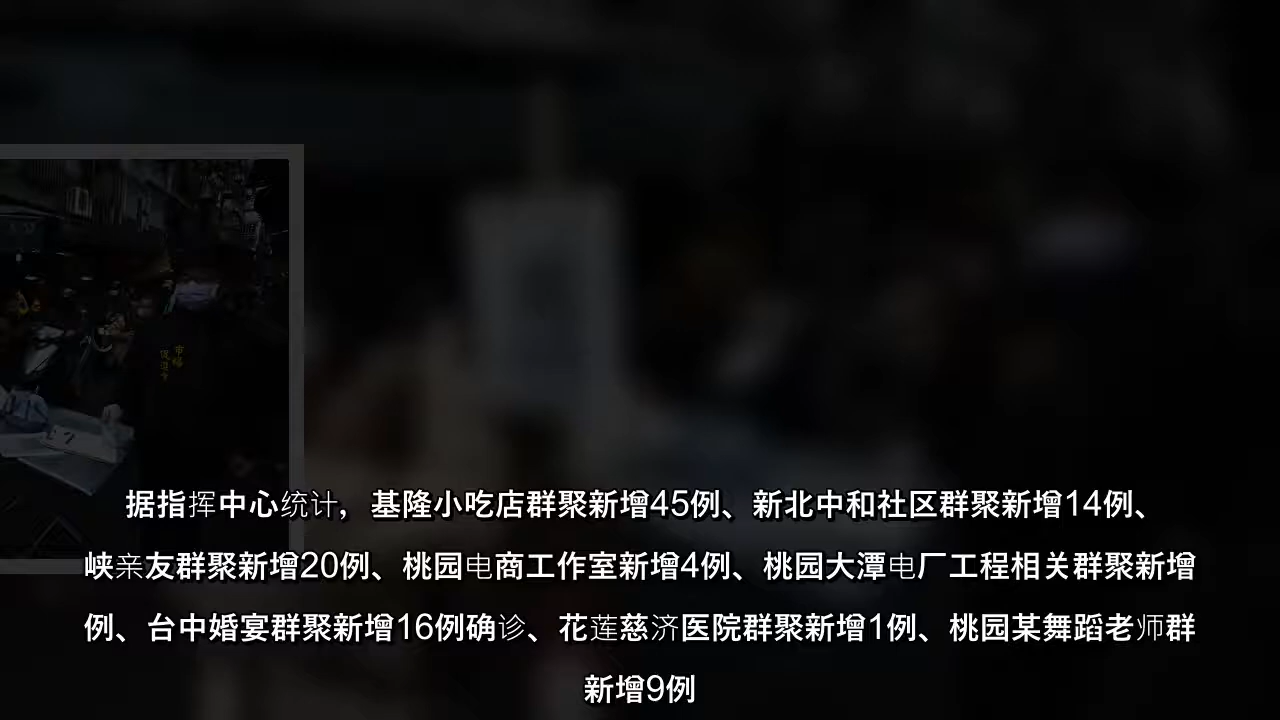 据指挥中心统计，基隆小吃店群聚新增45例、新北中和社区群聚新增14例、
峡亲友群聚新增20例、桃园电商工作室新增4例、桃园大潭电厂工程相关群聚新增
例、台中婚宴群聚新增16例确诊、花莲慈济医院群聚新增1例、桃园某舞蹈老师群
新增9例